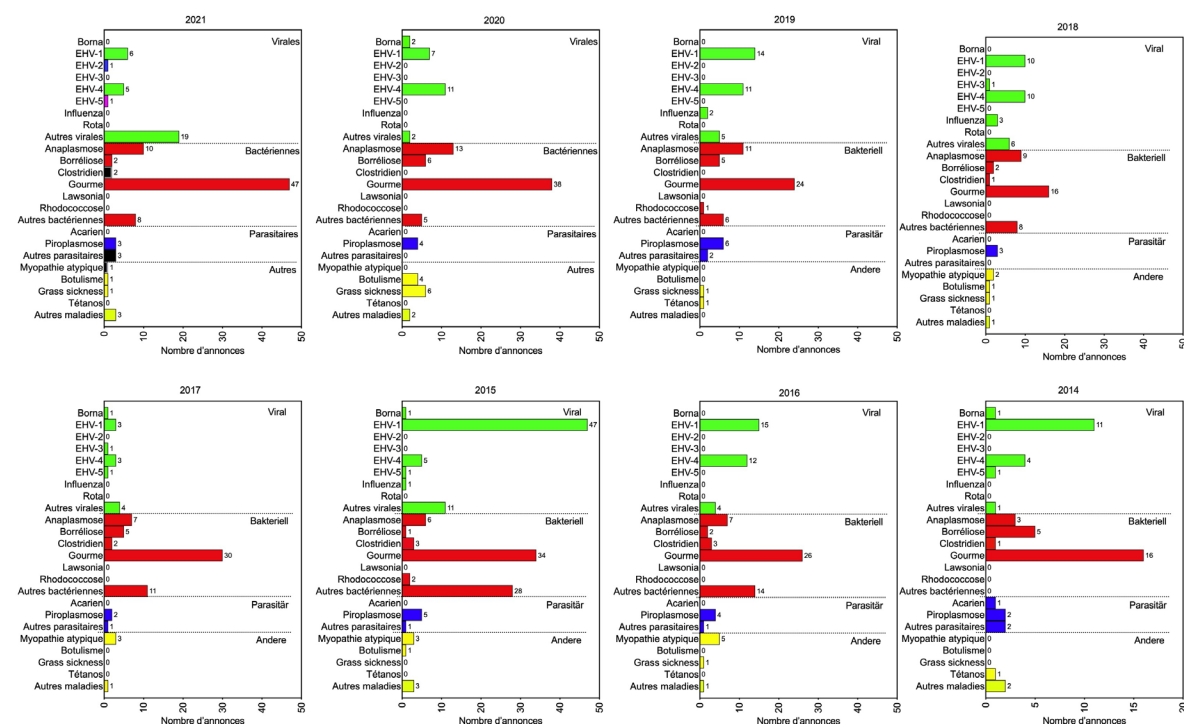 2021
Borna 0 Virales
EHV-1 6
EHV-2 1
EHV-3 0
EHV-4 5
EHV-5 1
Influenza 0
Rota 0
Autres virales 19
Anaplasmose 10 Bactériennes
Borréliose 2
Clostridien 2
Gourme 47
Lawsonia 0
Rhodococcose 0
Autres bactériennes 8
Acarien 0 Parasitaires
Piroplasmose 3
Autres parasitaires 3
Myopathie atypique 1 Autres
Botulisme 1
Grass sickness 1
Tétanos 0
Autres maladies 3
0 10 20 30 40 50
Nombre d'annonces
2020
Borna 2 Virales
EHV-1 7
EHV-2 0
EHV-3 0
EHV-4 11
EHV-5 0
Influenza 0
Rota 0
Autres virales 2
Anaplasmose 13 Bactériennes
Borréliose 6
Clostridien 0
Gourme 38
Lawsonia 0
Rhodococcose 0
Autres bactériennes 5
Acarien 0 Parasitaires
Piroplasmose 4
Autres parasitaires 0
Myopathie atypique 0 Autres
Botulisme 4
Grass sickness 6
Tétanos 0
Autres maladies 2
0 10 20 30 40 50
Nombre d'annonces
2019
Borna 0 Viral
EHV-1 14
EHV-2 0
EHV-3 0
EHV-4 11
EHV-5 0
Influenza 2
Rota 0
Autres virales 5
Anaplasmose 11 Bakteriell
Borréliose 5
Clostridien 0
Gourme 24
Lawsonia 0
Rhodococcose 1
Autres bactériennes 6
Acarien 0 Parasitär
Piroplasmose 6
Autres parasitaires 2
Myopathie atypique 0 Andere
Botulisme 0
Grass sickness 1
Tétanos 1
Autres maladies 0
0 10 20 30 40 50
Nombre d'annonces
2018
Borna 0 Viral
EHV-1 10
EHV-2 0
EHV-3 1
EHV-4 10
EHV-5 0
Influenza 3
Rota 0
Autres virales 6
Anaplasmose 9 Bakteriell
Borréliose 2
Clostridien 1
Gourme 16
Lawsonia 0
Rhodococcose 0
Autres bactériennes 8
Acarien 0 Parasitär
Piroplasmose 3
Autres parasitaires 0
Myopathie atypique 2 Andere
Botulisme 1
Grass sickness 1
Tétanos 0
Autres maladies 1
0 10 20 30 40 50
Nombre d'annonces
2017
Borna 1 Viral
EHV-1 3
EHV-2 0
EHV-3 1
EHV-4 3
EHV-5 1
Influenza 0
Rota 0
Autres virales 4
Anaplasmose 7 Bakteriell
Borréliose 5
Clostridien 2
Gourme 30
Lawsonia 0
Rhodococcose 0
Autres bactériennes 11
Acarien 0 Parasitär
Piroplasmose 2
Autres parasitaires 1
Myopathie atypique 3 Andere
Botulisme 0
Grass sickness 0
Tétanos 0
Autres maladies 1
0 10 20 30 40 50
Nombre d'annonces
2015
Borna 1 Viral
EHV-1 47
EHV-2 0
EHV-3 0
EHV-4 5
EHV-5 1
Influenza 1
Rota 0
Autres virales 11
Anaplasmose 6 Bakteriell
Borréliose 1
Clostridien 3
Gourme 34
Lawsonia 0
Rhodococcose 2
Autres bactériennes 28
Acarien 0 Parasitär
Piroplasmose 5
Autres parasitaires 1
Myopathie atypique 3 Andere
Botulisme 1
Grass sickness 0
Tétanos 0
Autres maladies 3
0 10 20 30 40 50
Nombre d'annonces
2016
Borna 0 Viral
EHV-1 15
EHV-2 0
EHV-3 0
EHV-4 12
EHV-5 0
Influenza 0
Rota 0
Autres virales 4
Anaplasmose 7 Bakteriell
Borréliose 2
Clostridien 3
Gourme 26
Lawsonia 0
Rhodococcose 0
Autres bactériennes 14
Acarien 0 Parasitär
Piroplasmose 4
Autres parasitaires 1
Myopathie atypique 5 Andere
Botulisme 0
Grass sickness 1
Tétanos 0
Autres maladies 1
0 10 20 30 40 50
Nombre d'annonces
2014
Borna 1 Viral
EHV-1 11
EHV-2 0
EHV-3 0
EHV-4 4
EHV-5 1
Influenza 0
Rota 0
Autres virales 1
Anaplasmose 3 Bakteriell
Borréliose 5
Clostridien 1
Gourme 16
Lawsonia 0
Rhodococcose 0
Autres bactériennes 0
Acarien 1 Parasitär
Piroplasmose 2
Autres parasitaires 2
Myopathie atypique 0 Andere
Botulisme 0
Grass sickness 0
Tétanos 1
Autres maladies 2
0 5 10 15 20
Nombre d'annonces